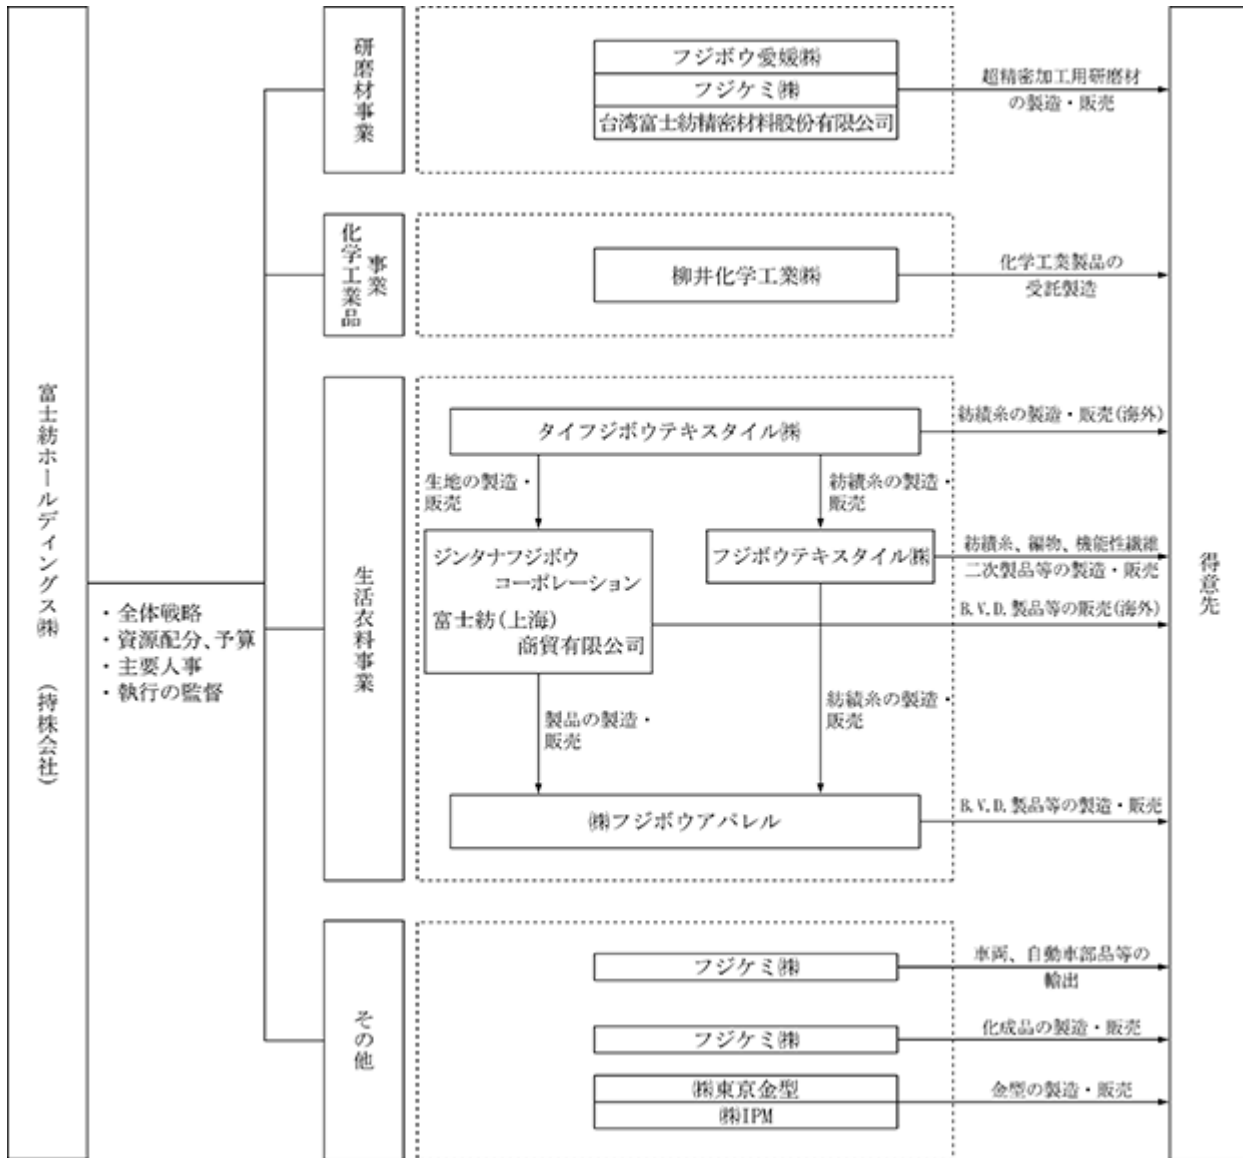 富士紡ホールディングス㈱　(持株会社)
・全体戦略
・資源配分、予算
・主要人事
・執行の監督
研磨材事業
フジボウ愛媛㈱
フジケミ㈱
台湾富士紡精密材料股份有限公司
超精密加工用研磨材
の製造・販売
化学工業品
事業
柳井化学工業㈱
化学工業製品の
受託製造
生活衣料事業
タイフジボウテキスタイル㈱
紡績糸の製造・販売(海外)
生地の製造・
販売
紡績糸の製造・
販売
ジンタナフジボウ
コーポレーション
富士紡(上海)
商貿有限公司
フジボウテキスタイル㈱
紡績糸、編物、機能性繊維
二次製品等の製造・販売
B.V.D.製品等の販売(海外)
製品の製造・
販売
紡績糸の製造・
販売
㈱フジボウアパレル
B.V.D.製品等の製造・販売
その他
フジケミ㈱
車両、自動車部品等の
輸出
フジケミ㈱
化成品の製造・販売
㈱東京金型
㈱IPM
金型の製造・販売
得意先